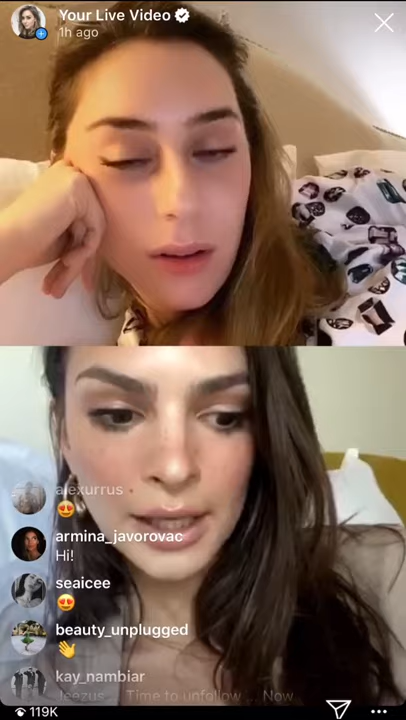 Your Live Video
1h ago
alexurrus
😍
armina_javorovac
Hi!
seaicee
😍
beauty_unplugged
👋
kay_nambiar
Jeezus ... Time to unfollow ... Now
119K